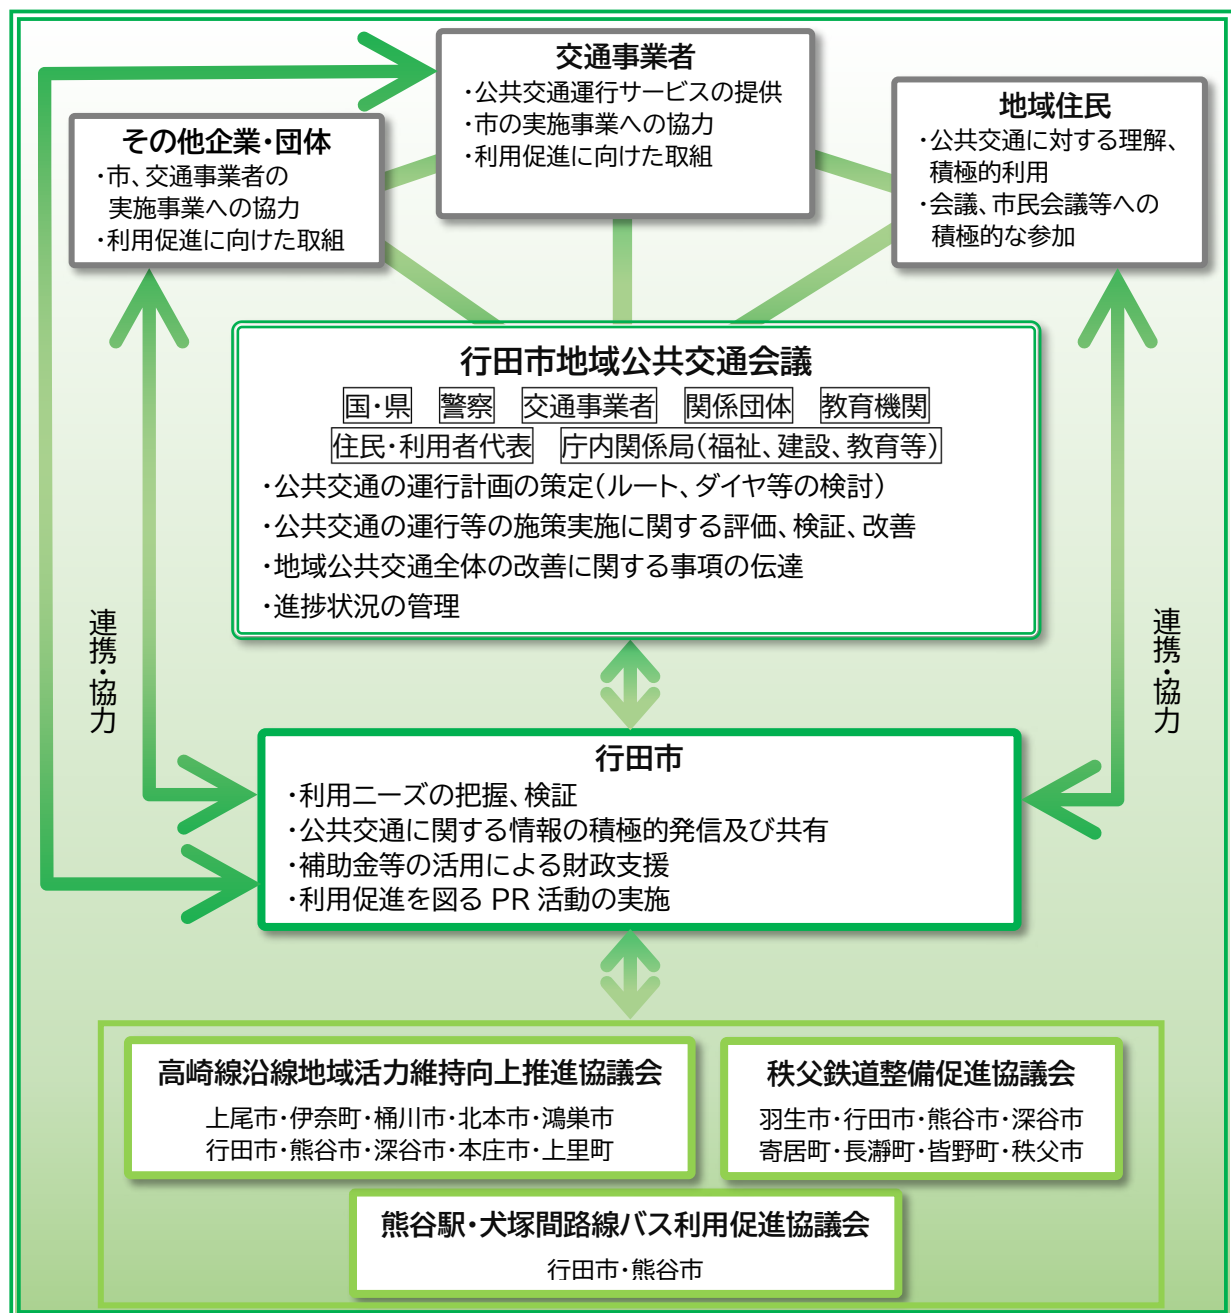 交通事業者
・公共交通運行サービスの提供
・市の実施事業への協力
・利用促進に向けた取組
その他企業・団体
・市、交通事業者の
実施事業への協力
・利用促進に向けた取組
地域住民
・公共交通に対する理解、
積極的利用
・会議、市民会議等への
積極的な参加
行田市地域公共交通会議
国・県 警察 交通事業者 関係団体 教育機関
住民・利用者代表 庁内関係局(福祉、建設、教育等)
・公共交通の運行計画の策定(ルート、ダイヤ等の検討)
・公共交通の運行等の施策実施に関する評価、検証、改善
・地域公共交通全体の改善に関する事項の伝達
・進捗状況の管理
連携・協力
連携・協力
行田市
・利用ニーズの把握、検証
・公共交通に関する情報の積極的発信及び共有
・補助金等の活用による財政支援
・利用促進を図る PR 活動の実施
高崎線沿線地域活力維持向上推進協議会
上尾市・伊奈町・桶川市・北本市・鴻巣市
行田市・熊谷市・深谷市・本庄市・上里町
秩父鉄道整備促進協議会
羽生市・行田市・熊谷市・深谷市
寄居町・長瀞町・皆野町・秩父市
熊谷駅・犬塚間路線バス利用促進協議会
行田市・熊谷市